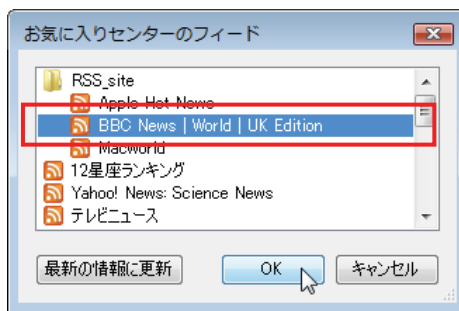 お気に入りセンターのフィード
RSS_site
Apple Hot News
BBC News | World | UK Edition
Macworld
12星座ランキング
Yahoo! News: Science News
テレビニュース
最新の情報に更新
OK
キャンセル